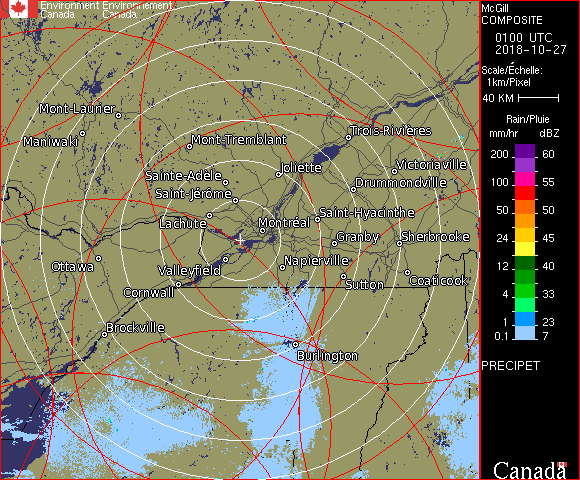 Environment Environnement
Canada Canada
McGill
COMPOSITE
0100 UTC
2018-10-27
Scale/Échelle:
1km/Pixel
40 KM
Rain/Pluie
mm/hr dBZ
200 60
100 55
50 50
24 45
12 40
4 33
1 23
0.1 7
PRECIPET
Canada
Mont-Laurier
Maniwaki
Mont-Tremblant
Trois-Rivières
Joliette
Victoriaville
Sainte-Adèle
Drummondville
Saint-Jérôme
Saint-Hyacinthe
Lachute
Montréal
Granby
Sherbrooke
Ottawa
Valleyfield
Napierville
Cornwall
Sutton
Coaticook
Brockville
Burlington